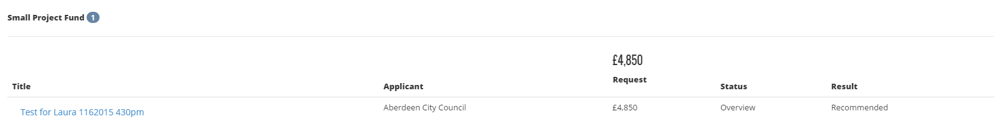 Small Project Fund 1
£4,850
Title Applicant Request Status Result
Test for Laura 1162015 430pm Aberdeen City Council £4,850 Overview Recommended